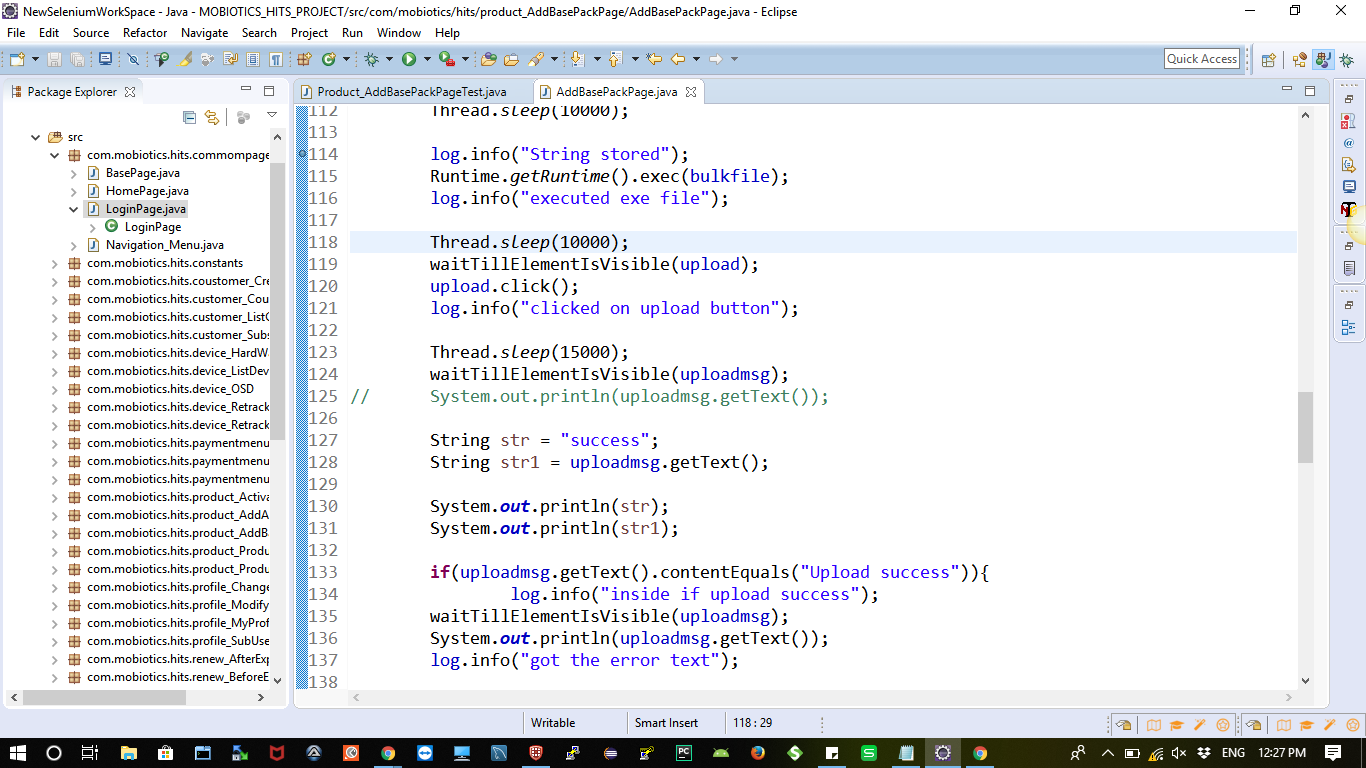 NewSeleniumWorkSpace - Java - MOBIOTICS_HITS_PROJECT/src/com/mobiotics/hits/product_AddBasePackPage/AddBasePackPage.java - Eclipse
File Edit Source Refactor Navigate Search Project Run Window Help
Quick Access
Package Explorer
Product_AddBasePackPageTest.java
AddBasePackPage.java
src
com.mobiotics.hits.commompage
BasePage.java
HomePage.java
LoginPage.java
LoginPage
Navigation_Menu.java
com.mobiotics.hits.constants
com.mobiotics.hits.coustomer_Cre
com.mobiotics.hits.customer_Cou
com.mobiotics.hits.customer_List
com.mobiotics.hits.customer_Subs
com.mobiotics.hits.device_HardW
com.mobiotics.hits.device_ListDev
com.mobiotics.hits.device_OSD
com.mobiotics.hits.device_Retrack
com.mobiotics.hits.device_Retrack
com.mobiotics.hits.paymentmenu
com.mobiotics.hits.paymentmenu
com.mobiotics.hits.paymentmenu
com.mobiotics.hits.product_Activa
com.mobiotics.hits.product_AddA
com.mobiotics.hits.product_AddB
com.mobiotics.hits.product_Produ
com.mobiotics.hits.product_Produ
com.mobiotics.hits.profile_Change
com.mobiotics.hits.profile_Modify
com.mobiotics.hits.profile_MyProf
com.mobiotics.hits.profile_SubUse
com.mobiotics.hits.renew_AfterExp
com.mobiotics.hits.renew_BeforeE
112 Thread.sleep(10000);
113
114 log.info("String stored");
115 Runtime.getRuntime().exec(bulkfile);
116 log.info("executed exe file");
117
118 Thread.sleep(10000);
119 waitTillElementIsVisible(upload);
120 upload.click();
121 log.info("clicked on upload button");
122
123 Thread.sleep(15000);
124 waitTillElementIsVisible(uploadmsg);
125 // System.out.println(uploadmsg.getText());
126
127 String str = "success";
128 String str1 = uploadmsg.getText();
129
130 System.out.println(str);
131 System.out.println(str1);
132
133 if(uploadmsg.getText().contentEquals("Upload success")){
134 log.info("inside if upload success");
135 waitTillElementIsVisible(uploadmsg);
136 System.out.println(uploadmsg.getText());
137 log.info("got the error text");
138
Writable Smart Insert 118 : 29
ENG 12:27 PM